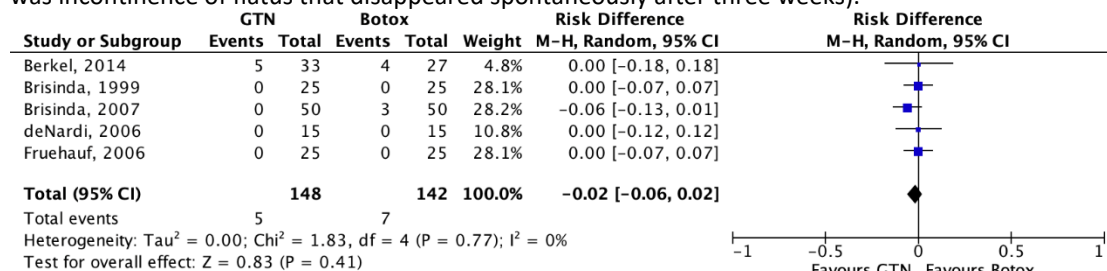 was incontinence of flatus that disappeared spontaneously after three weeks).
GTN Botox Risk Difference Risk Difference
Study or Subgroup Events Total Events Total Weight M-H, Random, 95% CI M-H, Random, 95% CI
Berkel, 2014 5 33 4 27 4.8% 0.00 [-0.18, 0.18]
Brisinda, 1999 0 25 0 25 28.1% 0.00 [-0.07, 0.07]
Brisinda, 2007 0 50 3 50 28.2% -0.06 [-0.13, 0.01]
deNardi, 2006 0 15 0 15 10.8% 0.00 [-0.12, 0.12]
Fruehauf, 2006 0 25 0 25 28.1% 0.00 [-0.07, 0.07]
Total (95% CI) 148 142 100.0% -0.02 [-0.06, 0.02]
Total events 5 7
Heterogeneity: Tau² = 0.00; Chi² = 1.83, df = 4 (P = 0.77); I² = 0%
Test for overall effect: Z = 0.83 (P = 0.41)
-1 -0.5 0 0.5 1
Favours GTN Favours Botox